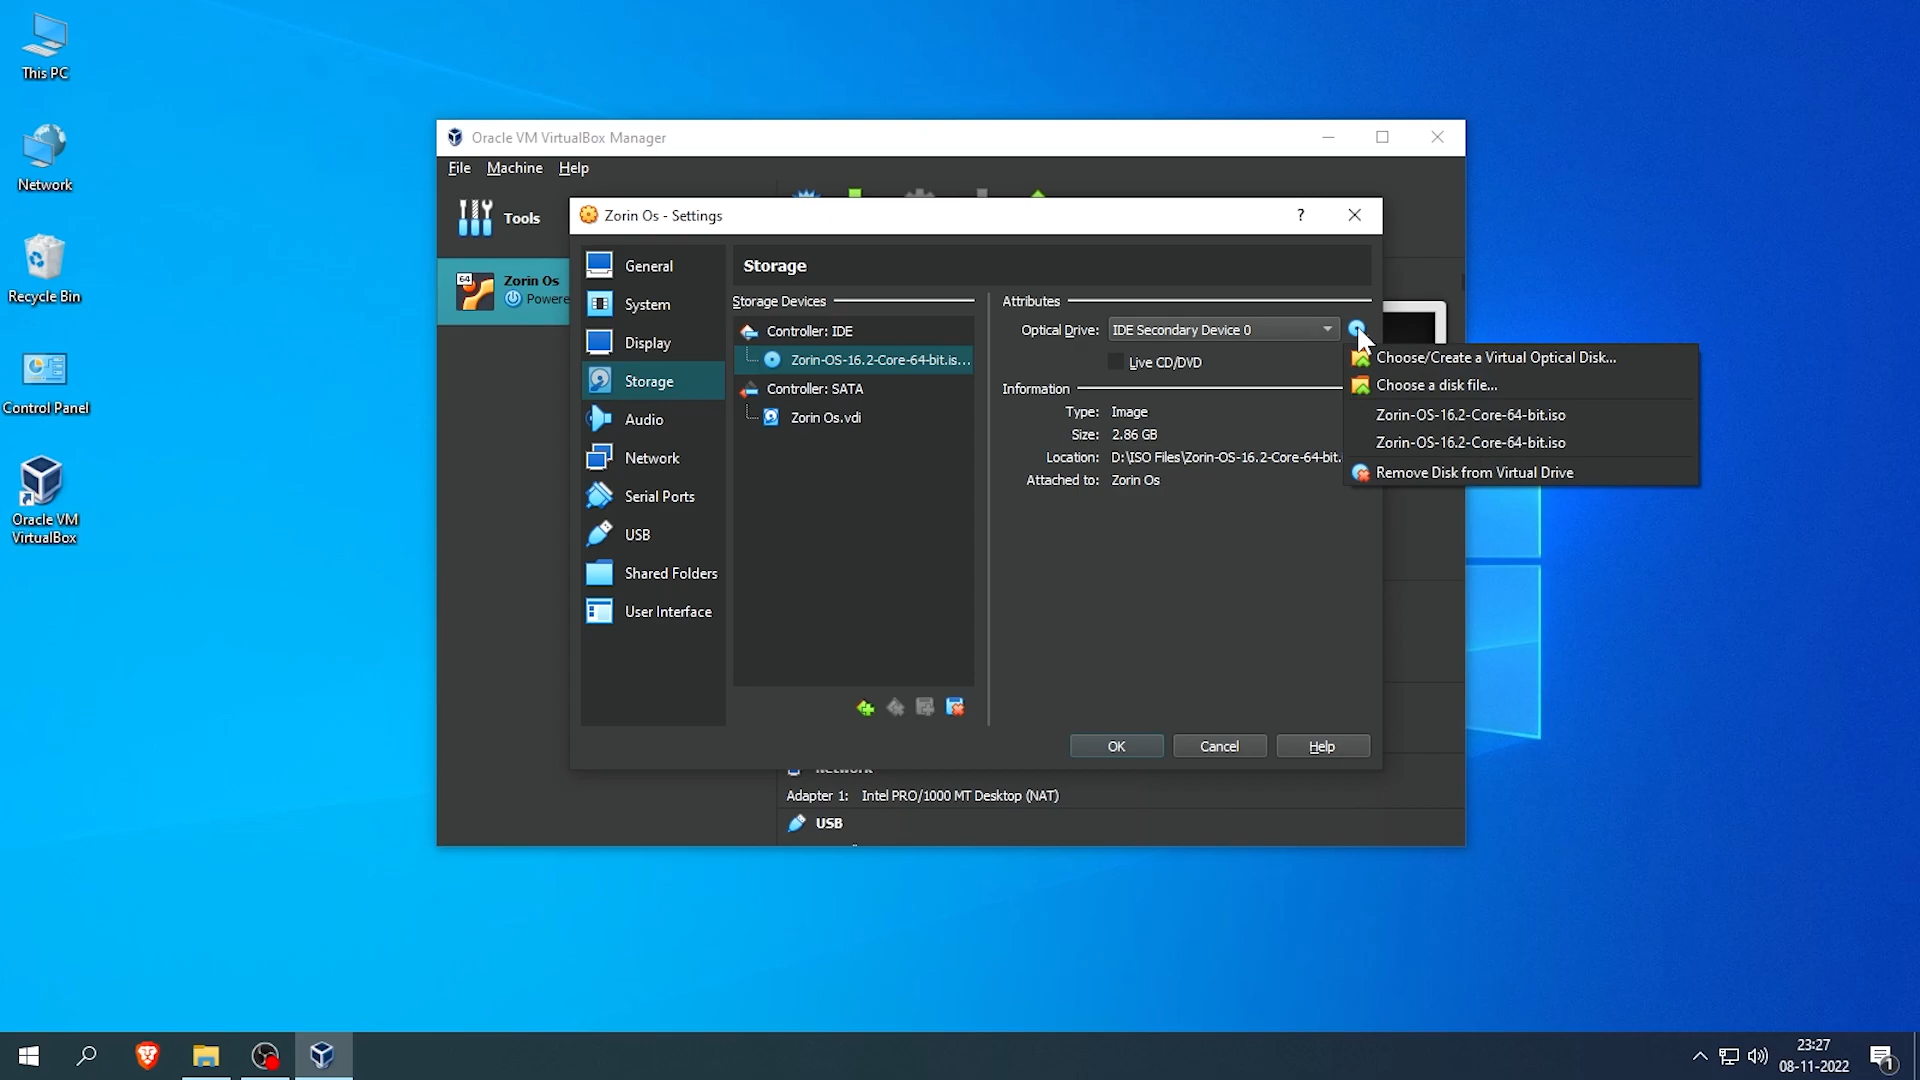 This PC
Network
Recycle Bin
Control Panel
Oracle VM
VirtualBox
Oracle VM VirtualBox Manager
File Machine Help
Tools
64
Zorin Os
Powere
Zorin Os - Settings
?
General
System
Display
Storage
Audio
Network
Serial Ports
USB
Shared Folders
User Interface
Storage
Storage Devices
Controller: IDE
Zorin-OS-16.2-Core-64-bit.is...
Controller: SATA
Zorin Os.vdi
Attributes
Optical Drive: IDE Secondary Device 0
Live CD/DVD
Information
Type: Image
Size: 2.86 GB
Location: D:\ISO Files\Zorin-OS-16.2-Core-64-bit.
Attached to: Zorin Os
Choose/Create a Virtual Optical Disk...
Choose a disk file...
Zorin-OS-16.2-Core-64-bit.iso
Zorin-OS-16.2-Core-64-bit.iso
Remove Disk from Virtual Drive
OK Cancel Help
Network
Adapter 1: Intel PRO/1000 MT Desktop (NAT)
USB
23:27
08-11-2022
1